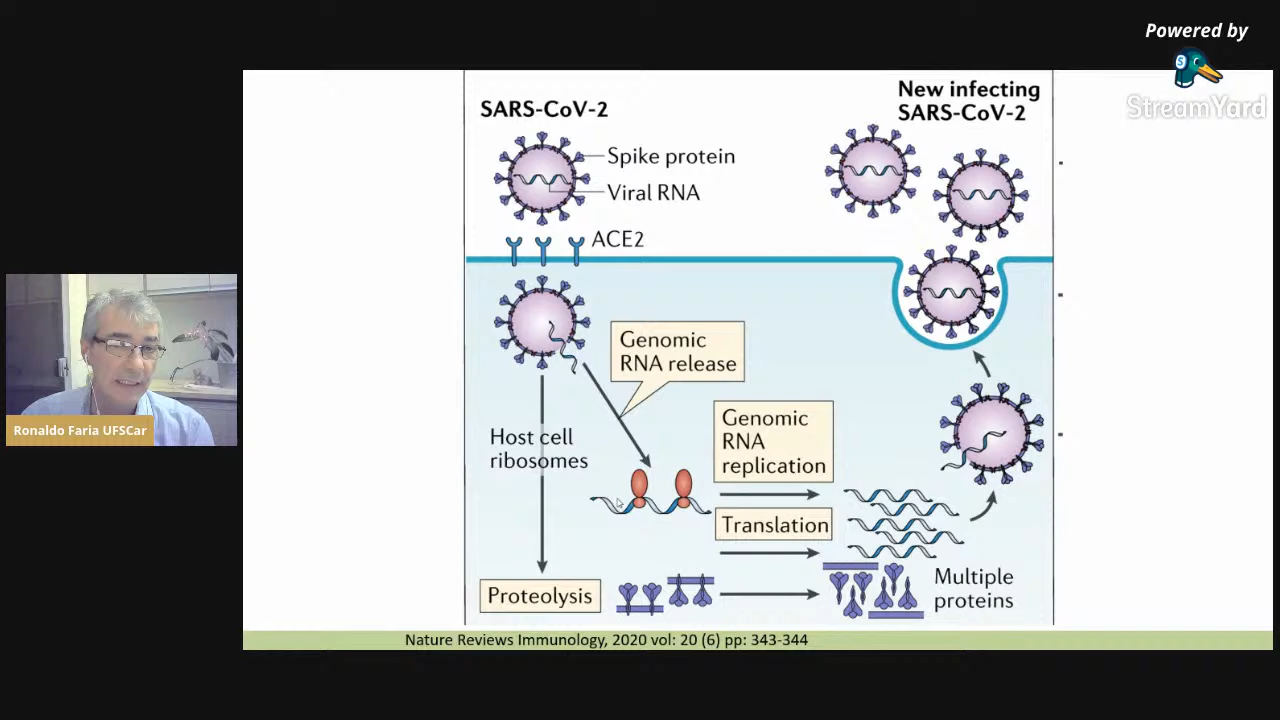 Powered by
StreamYard
SARS-CoV-2
Spike protein
Viral RNA
ACE2
New infecting
SARS-CoV-2
Genomic
RNA release
Host cell
ribosomes
Genomic
RNA
replication
Translation
Proteolysis
Multiple
proteins
Ronaldo Faria UFSCar
Nature Reviews Immunology, 2020 vol: 20 (6) pp: 343-344